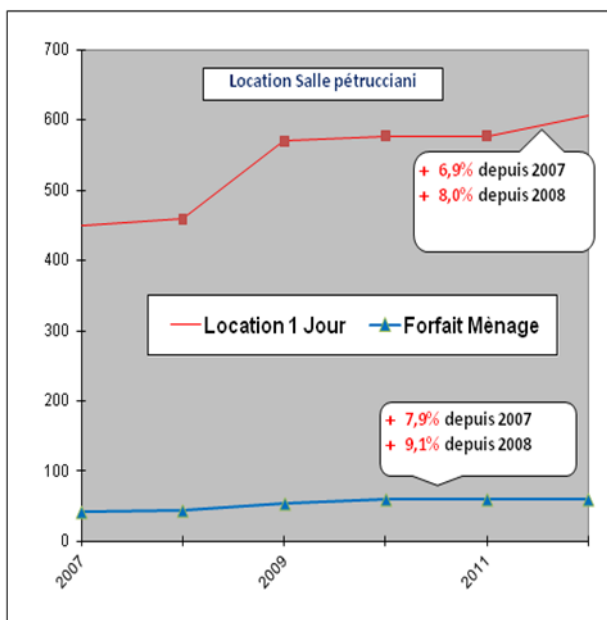 700
Location Salle pétrucciani
600
+ 6,9% depuis 2007
+ 8,0% depuis 2008
500
400
300
Location 1 Jour
Forfait Mènage
200
+ 7,9% depuis 2007
+ 9,1% depuis 2008
100
0
2007
2009
2011